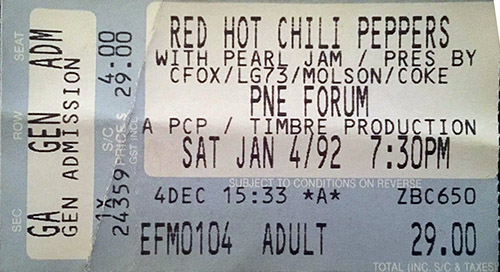 RED HOT CHILI PEPPERS
WITH PEARL JAM / PRES BY
CFOX/LG73/MOLSON/COKE
PNE FORUM
A PCP / TIMBRE PRODUCTION
SAT JAN 4/92 7:30PM
SUBJECT TO CONDITIONS ON REVERSE
4DEC 15:33 *A* ZBC650
EFM0104 ADULT 29.00
TOTAL (INC. S/C & TAXES)
SEC ROW SEAT
GA GEN ADM
GEN ADMISSION
S/C 4.00
PRICE $ 29.00
GST INCL
24359